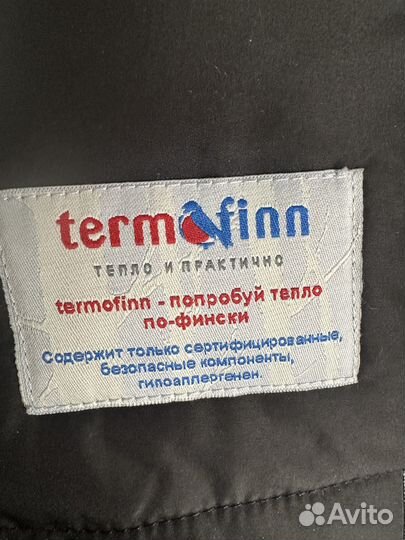 termofinn
ТЕПЛО И ПРАКТИЧНО
termofinn - попробуй тепло
по-фински
Содержит только сертифицированные,
безопасные компоненты,
гипоаллергенен.
Avito